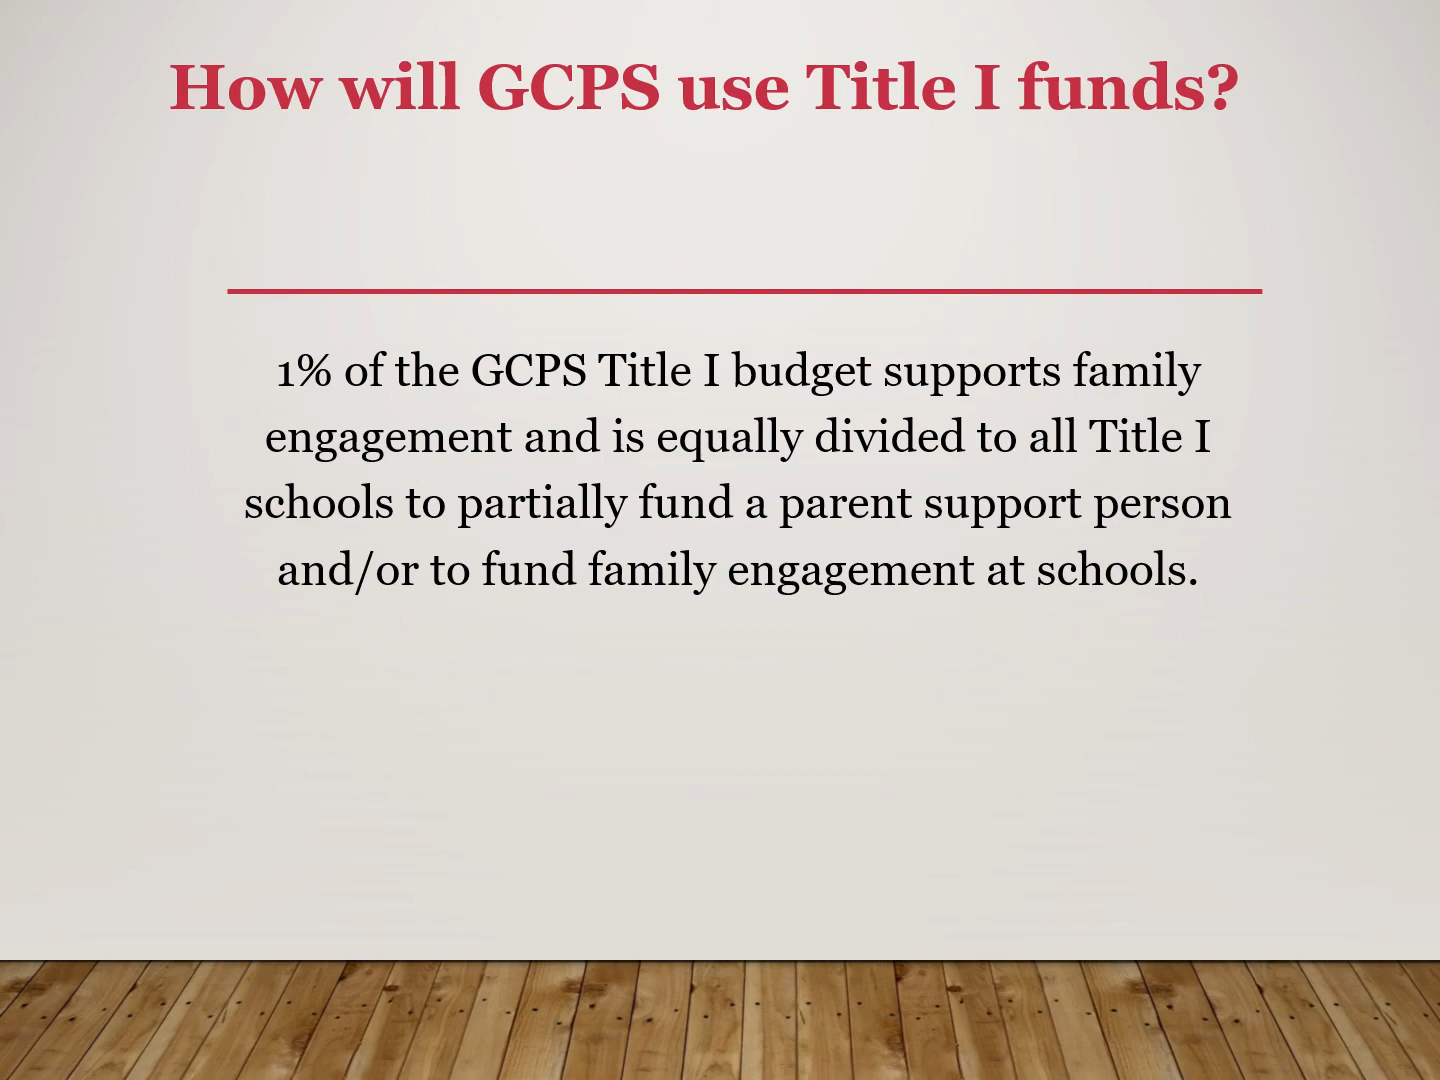 How will GCPS use Title I funds?
1% of the GCPS Title I budget supports family
engagement and is equally divided to all Title I
schools to partially fund a parent support person
and/or to fund family engagement at schools.